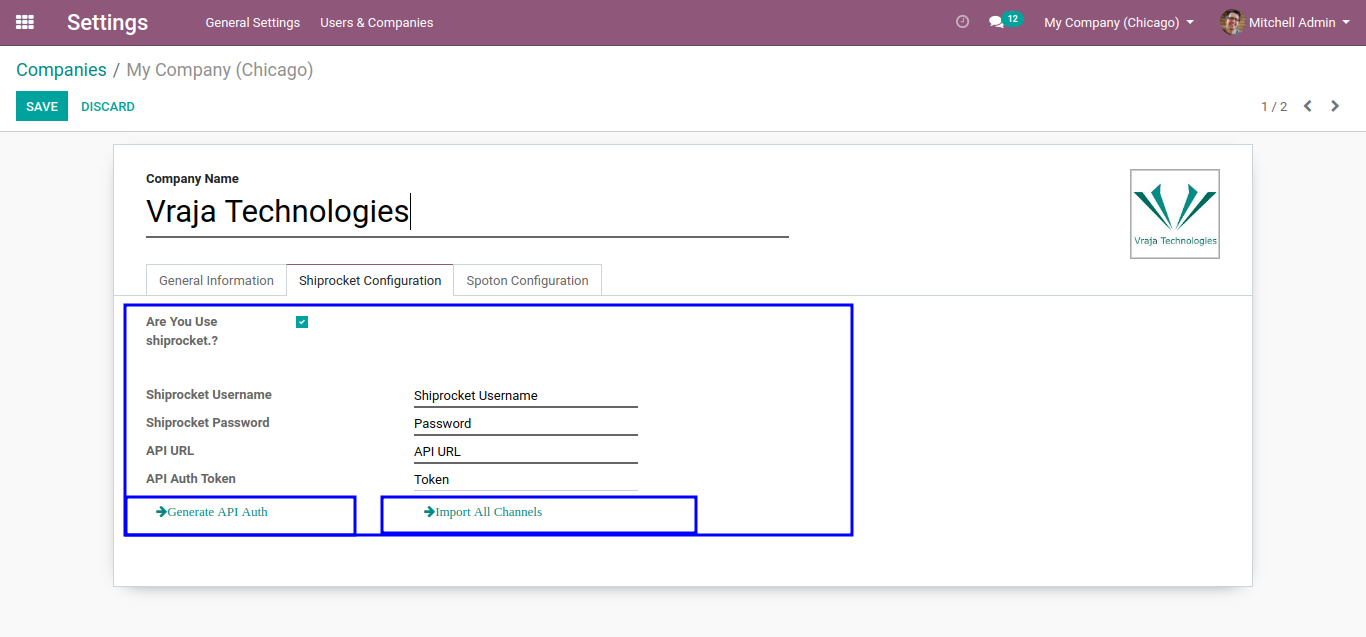 Settings General Settings Users & Companies 12 My Company (Chicago) Mitchell Admin
Companies / My Company (Chicago)
SAVE DISCARD 1 / 2
Company Name
Vraja Technologies
Vraja Technologies
General Information Shiprocket Configuration Spoton Configuration
Are You Use
shiprocket.?
Shiprocket Username Shiprocket Username
Shiprocket Password Password
API URL API URL
API Auth Token Token
Generate API Auth Import All Channels